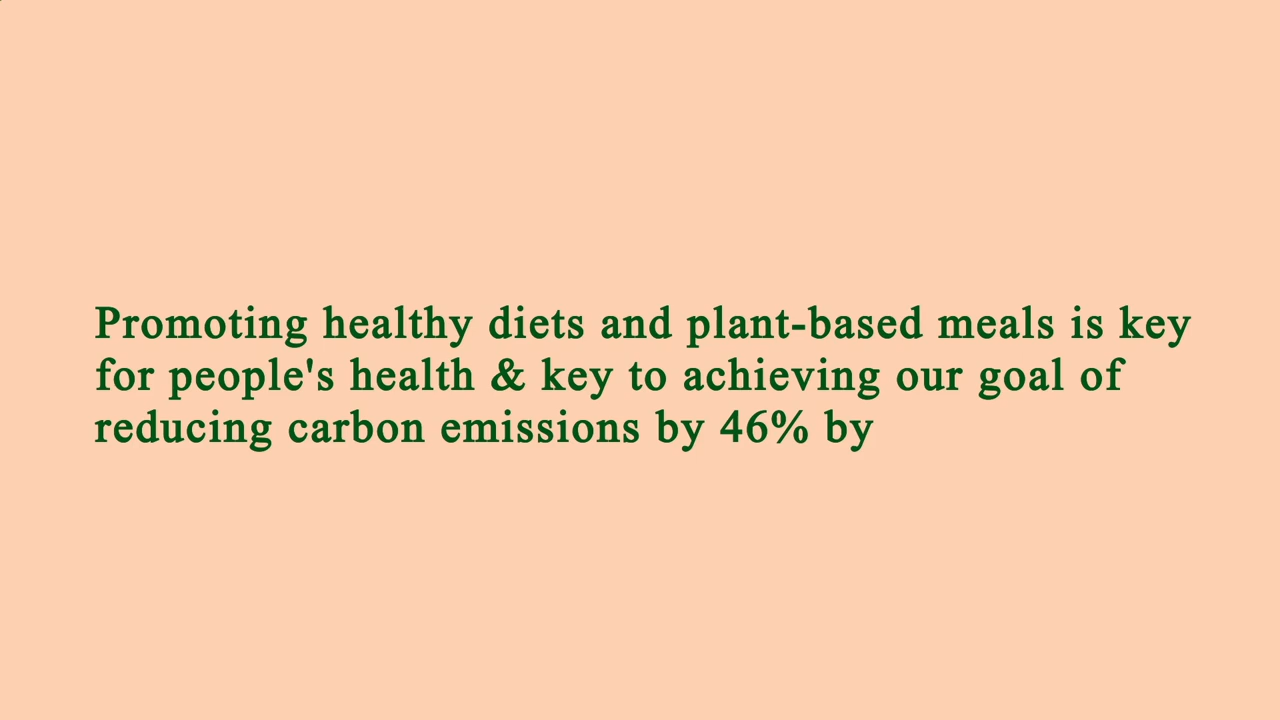 Promoting healthy diets and plant-based meals is key
for people's health & key to achieving our goal of
reducing carbon emissions by 46% by